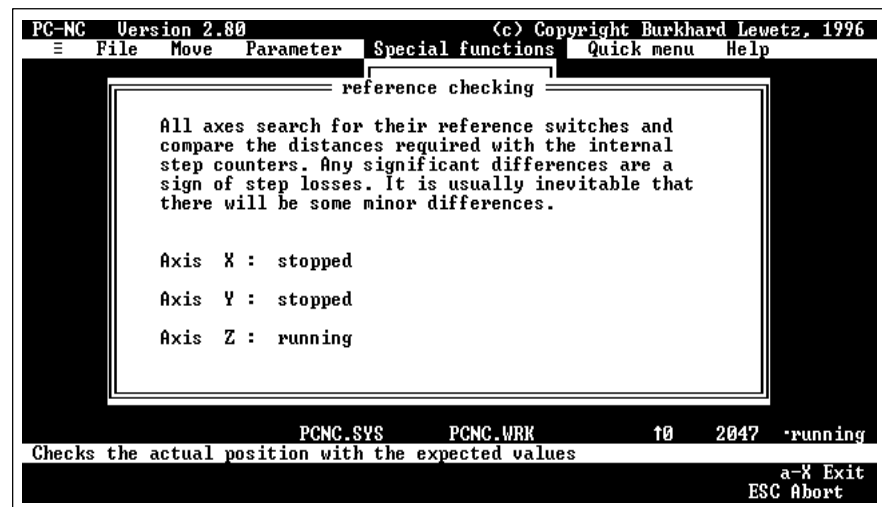 PC-NC Version 2.80 (c) Copyright Burkhard Lewetz, 1996
≡ File Move Parameter Special functions Quick menu Help
reference checking
All axes search for their reference switches and
compare the distances required with the internal
step counters. Any significant differences are a
sign of step losses. It is usually inevitable that
there will be some minor differences.
Axis X : stopped
Axis Y : stopped
Axis Z : running
PCNC.SYS PCNC.WRK ↑0 2047 ·running
Checks the actual position with the expected values
a-X Exit
ESC Abort